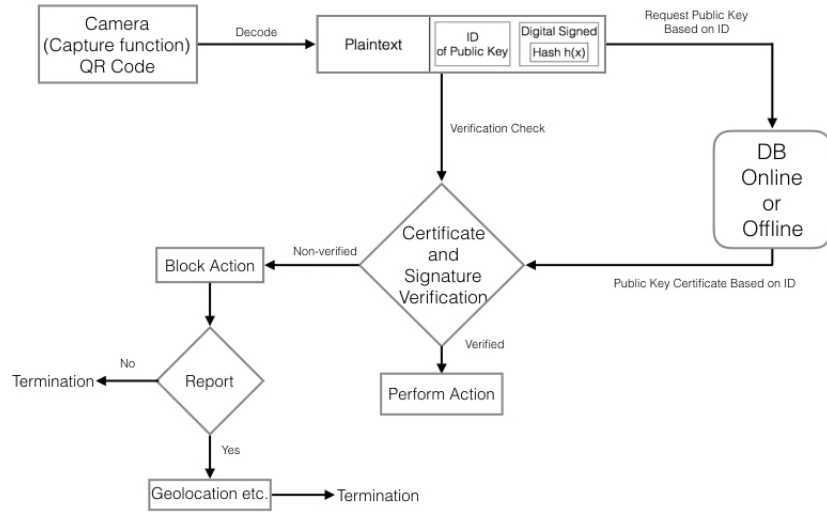 Camera
(Capture function)
QR Code
Decode
Plaintext
ID
of Public Key
Digital Signed
Hash h(x)
Request Public Key
Based on ID
Verification Check
DB
Online
or
Offline
Certificate
and
Signature
Verification
Non-verified
Block Action
Public Key Certificate Based on ID
Verified
No
Termination
Report
Perform Action
Yes
Geolocation etc.
Termination